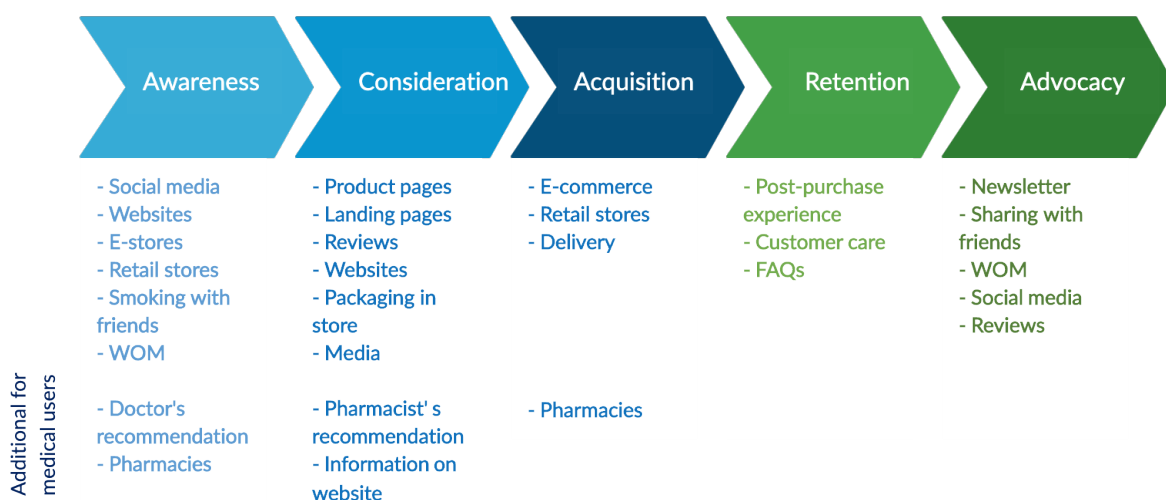 Awareness
Consideration
Acquisition
Retention
Advocacy
- Social media
- Websites
- E-stores
- Retail stores
- Smoking with
friends
- WOM
- Product pages
- Landing pages
- Reviews
- Websites
- Packaging in
store
- Media
- E-commerce
- Retail stores
- Delivery
- Post-purchase
experience
- Customer care
- FAQs
- Newsletter
- Sharing with
friends
- WOM
- Social media
- Reviews
Additional for
medical users
- Doctor's
recommendation
- Pharmacies
- Pharmacist' s
recommendation
- Information on
website
- Pharmacies